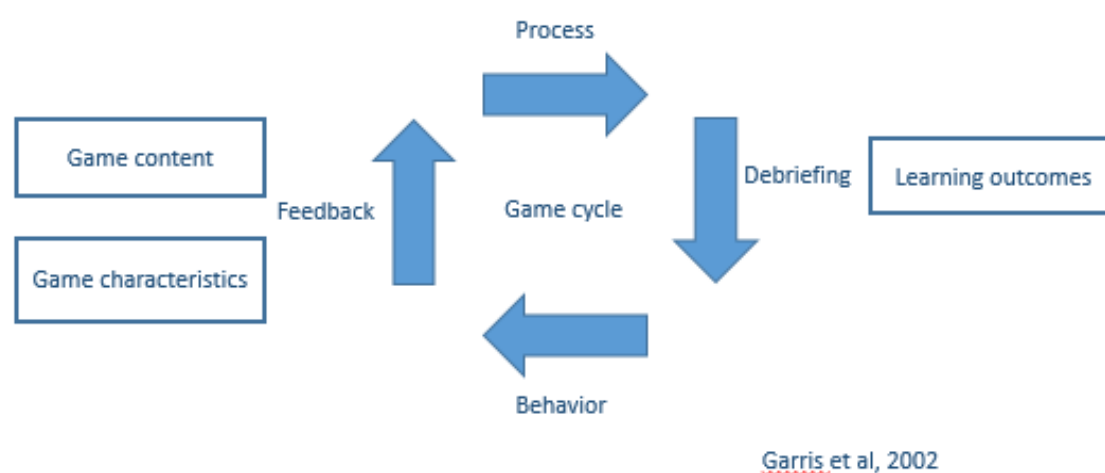 Process
Game content
Debriefing
Learning outcomes
Feedback
Game cycle
Game characteristics
Behavior
Garris et al, 2002